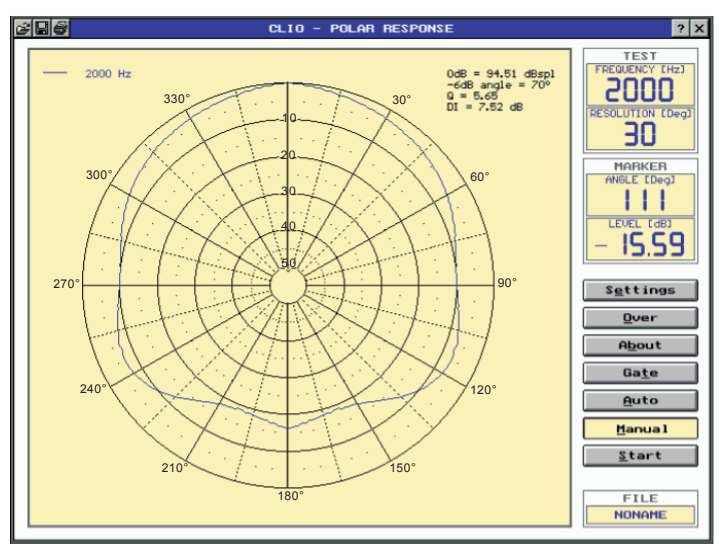 CLIO - POLAR RESPONSE
? X
2000 Hz
0dB = 94.51 dBspl
-6dB angle = 70°
Q = 5.65
DI = 7.52 dB
330°
30°
10
300°
20
60°
30
40
50
270°
90°
240°
120°
210°
150°
180°
TEST
FREQUENCY [Hz]
2000
RESOLUTION [Deg]
30
MARKER
ANGLE [Deg]
111
LEVEL [dB]
-15.59
Settings
Over
About
Gate
Auto
Manual
Start
FILE
NONAME